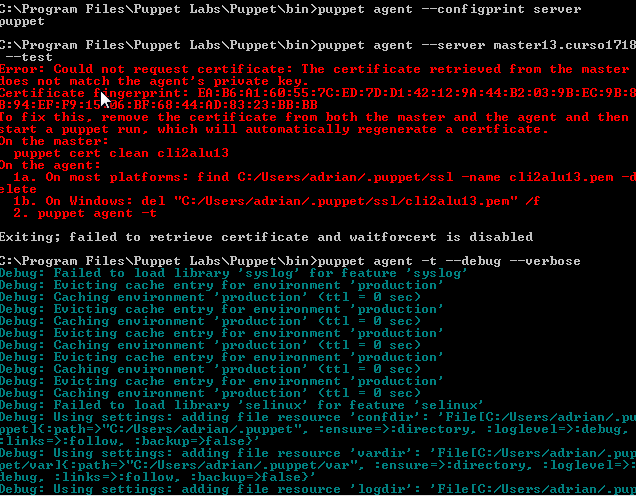 C:\Program Files\Puppet Labs\Puppet\bin>puppet agent --configprint server
puppet
C:\Program Files\Puppet Labs\Puppet\bin>puppet agent --server master13.curso1718
 --test
Error: Could not request certificate: The certificate retrieved from the master
does not match the agent's private key.
Certificate fingerprint: EA:B6:A1:60:55:7C:ED:7D:D1:42:12:9A:44:B2:03:9B:EC:9B:8
B:94:EF:F9:15:06:BF:68:44:AD:83:23:BB:BB
To fix this, remove the certificate from both the master and the agent and then
start a puppet run, which will automatically regenerate a certficate.
On the master:
  puppet cert clean cli2alu13
On the agent:
  1a. On most platforms: find C:/Users/adrian/.puppet/ssl -name cli2alu13.pem -d
elete
  1b. On Windows: del "C:/Users/adrian/.puppet/ssl/cli2alu13.pem" /f
  2. puppet agent -t
Exiting; failed to retrieve certificate and waitforcert is disabled
C:\Program Files\Puppet Labs\Puppet\bin>puppet agent -t --debug --verbose
Debug: Failed to load library 'syslog' for feature 'syslog'
Debug: Evicting cache entry for environment 'production'
Debug: Caching environment 'production' (ttl = 0 sec)
Debug: Evicting cache entry for environment 'production'
Debug: Caching environment 'production' (ttl = 0 sec)
Debug: Evicting cache entry for environment 'production'
Debug: Caching environment 'production' (ttl = 0 sec)
Debug: Evicting cache entry for environment 'production'
Debug: Caching environment 'production' (ttl = 0 sec)
Debug: Evicting cache entry for environment 'production'
Debug: Caching environment 'production' (ttl = 0 sec)
Debug: Failed to load library 'selinux' for feature 'selinux'
Debug: Using settings: adding file resource 'confdir': 'File[C:/Users/adrian/.pu
ppet]{:path=>"C:/Users/adrian/.puppet", :ensure=>:directory, :loglevel=>:debug,
:links=>:follow, :backup=>false}'
Debug: Using settings: adding file resource 'vardir': 'File[C:/Users/adrian/.pup
pet/var]{:path=>"C:/Users/adrian/.puppet/var", :ensure=>:directory, :loglevel=>:
debug, :links=>:follow, :backup=>false}'
Debug: Using settings: adding file resource 'logdir': 'File[C:/Users/adrian/.pup